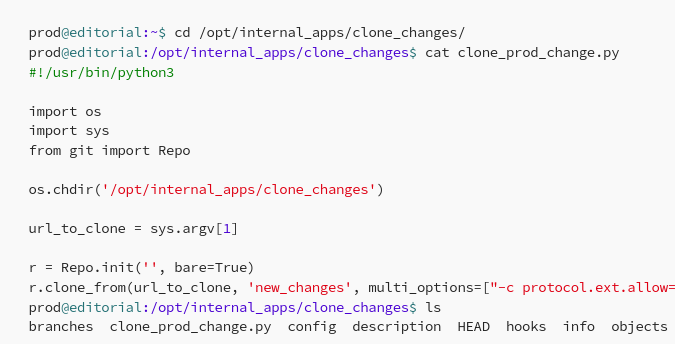 prod@editorial:~$ cd /opt/internal_apps/clone_changes/
prod@editorial:/opt/internal_apps/clone_changes$ cat clone_prod_change.py
#!/usr/bin/python3
import os
import sys
from git import Repo
os.chdir('/opt/internal_apps/clone_changes')
url_to_clone = sys.argv[1]
r = Repo.init('', bare=True)
r.clone_from(url_to_clone, 'new_changes', multi_options=["-c protocol.ext.allow=
prod@editorial:/opt/internal_apps/clone_changes$ ls
branches  clone_prod_change.py  config  description  HEAD  hooks  info  objects